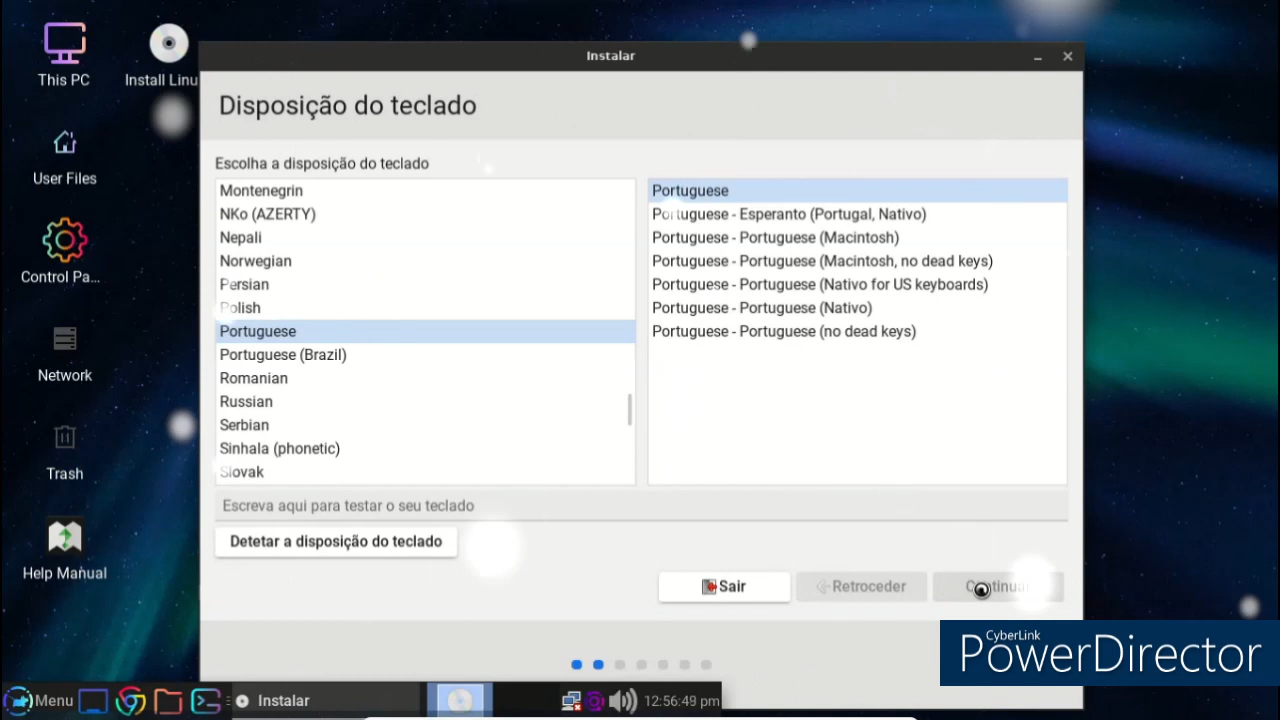 Instalar
This PC
Install Linu
User Files
Control Pa...
Network
Trash
Help Manual
Disposição do teclado
Escolha a disposição do teclado
Montenegrin
NKo (AZERTY)
Nepali
Norwegian
Persian
Polish
Portuguese
Portuguese (Brazil)
Romanian
Russian
Serbian
Sinhala (phonetic)
Slovak
Portuguese
Portuguese - Esperanto (Portugal, Nativo)
Portuguese - Portuguese (Macintosh)
Portuguese - Portuguese (Macintosh, no dead keys)
Portuguese - Portuguese (Nativo for US keyboards)
Portuguese - Portuguese (Nativo)
Portuguese - Portuguese (no dead keys)
Escreva aqui para testar o seu teclado
Detetar a disposição do teclado
Sair
Retroceder
Continuar
CyberLink
PowerDirector
Menu
Instalar
12:56:49 pm